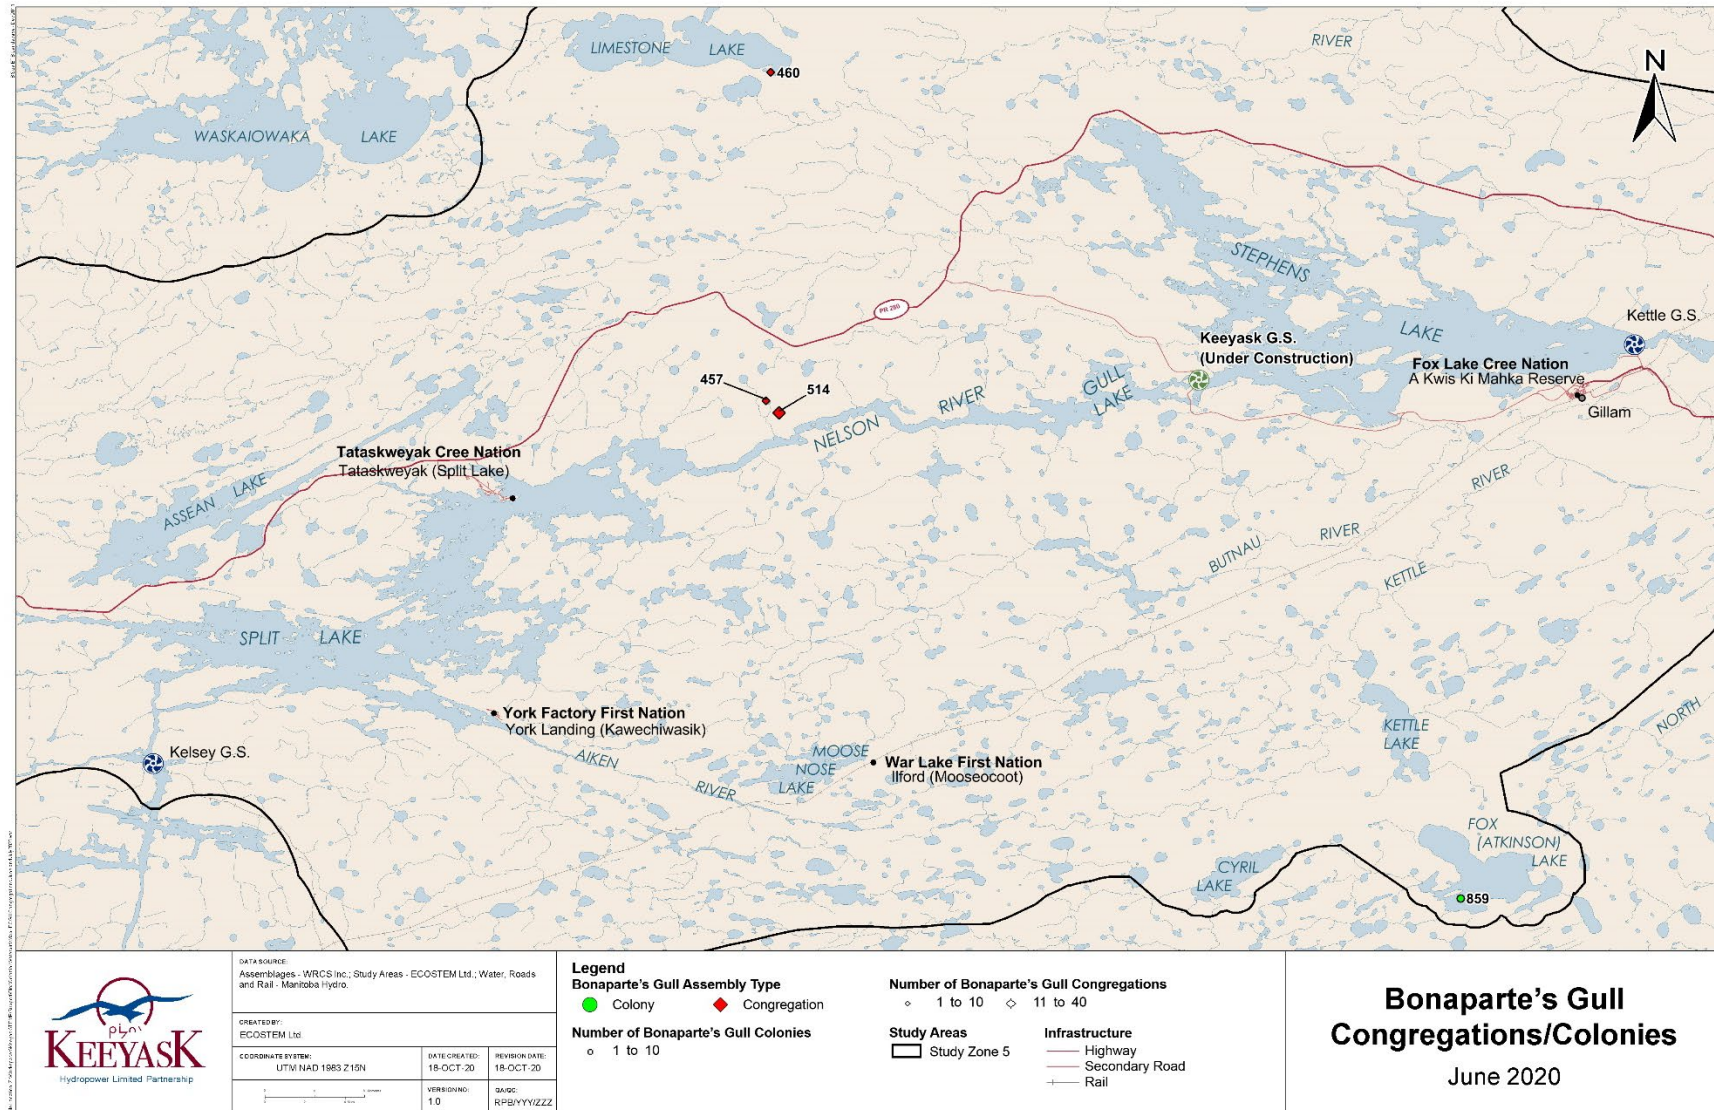 LIMESTONE LAKE
RIVER
460
N
WASKAIOWAKA LAKE
STEPHENS
LAKE
PR 280
Kettle G.S.
Keeyask G.S.
(Under Construction)
Fox Lake Cree Nation
A Kwis Ki Mahka Reserve
Gillam
GULL
LAKE
457
514
NELSON RIVER
Tataskweyak Cree Nation
Tataskweyak (Split Lake)
ASSEAN LAKE
RIVER
BUTNAU RIVER
KETTLE
SPLIT LAKE
York Factory First Nation
York Landing (Kawechiwasik)
Kelsey G.S.
AIKEN
RIVER
MOOSE
NOSE
LAKE
War Lake First Nation
Ilford (Mooseocoot)
KETTLE
LAKE
NORTH
FOX
(ATKINSON)
LAKE
CYRIL
LAKE
859
KEEYASK
Hydropower Limited Partnership
DATA SOURCE:
Assemblages - WRCS Inc.; Study Areas - ECOSTEM Ltd.; Water, Roads
and Rail - Manitoba Hydro.
CREATED BY:
ECOSTEM Ltd.
COORDINATE SYSTEM:
UTM NAD 1983 Z15N
DATE CREATED:
18-OCT-20
REVISION DATE:
18-OCT-20
VERSION NO:
1.0
QA/QC:
RPB/YYY/ZZZ
Legend
Bonaparte's Gull Assembly Type
Colony Congregation
Number of Bonaparte's Gull Colonies
1 to 10
Number of Bonaparte's Gull Congregations
1 to 10 11 to 40
Study Areas
Study Zone 5
Infrastructure
Highway
Secondary Road
Rail
Bonaparte's Gull
Congregations/Colonies
June 2020